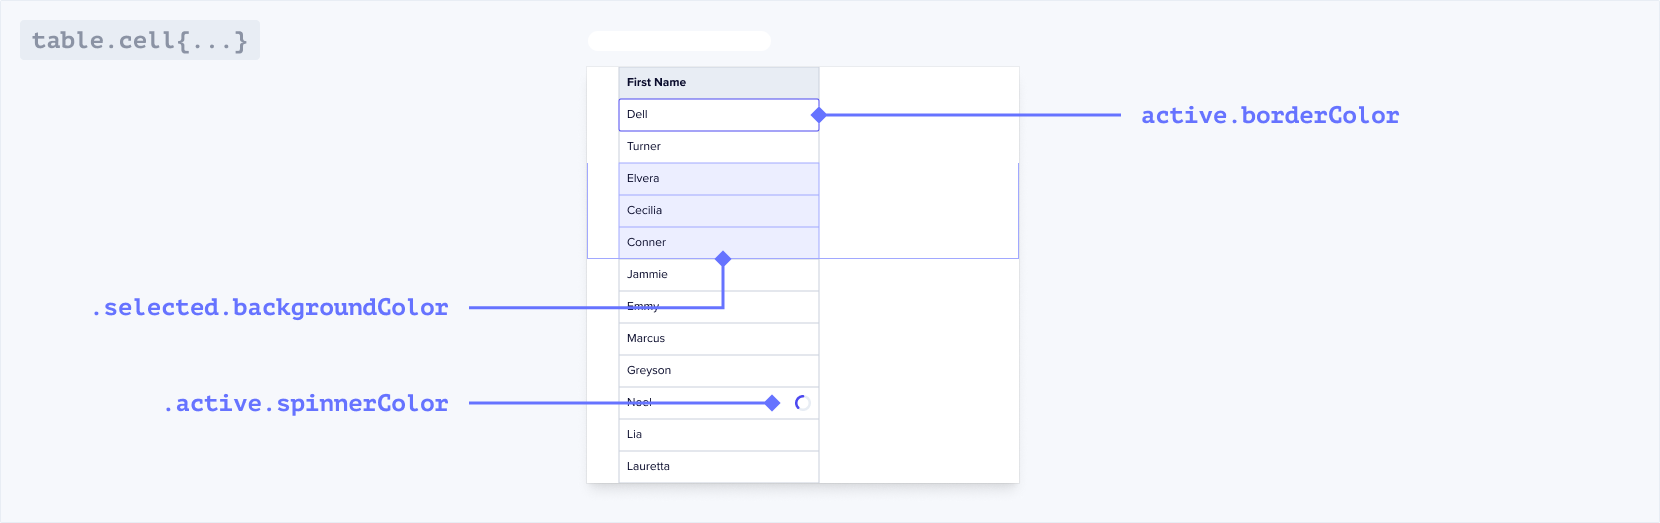 table.cell{...}
First Name
Dell
active.borderColor
Turner
Elvera
Cecilia
Conner
Jammie
.selected.backgroundColor
Emmy
Marcus
Greyson
.active.spinnerColor
Noel
Lia
Lauretta